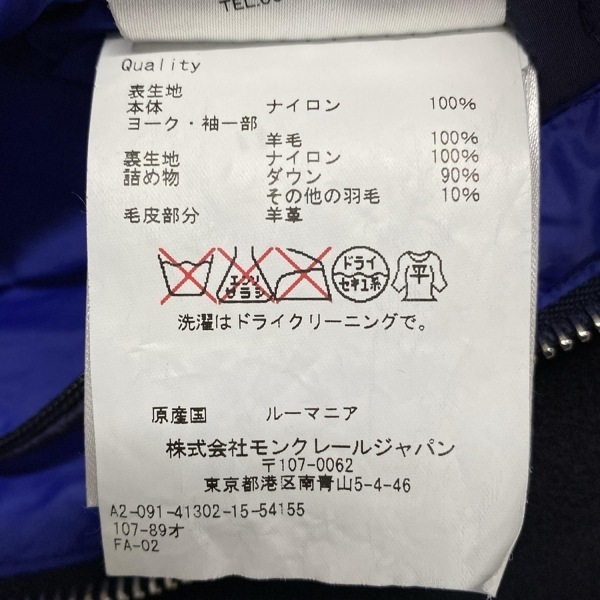 Quality
表生地
本体 ナイロン 100%
ヨーク・袖一部
羊毛 100%
裏生地 ナイロン 100%
詰め物 ダウン 90%
その他の羽毛 10%
毛皮部分 羊革
エンソ
サラシ
ドライ
セキユ系
平
洗濯はドライクリーニングで。
原産国 ルーマニア
株式会社モンクレールジャパン
〒107-0062
東京都港区南青山5-4-46
A2-091-41302-15-54155
107-89オ
FA-02